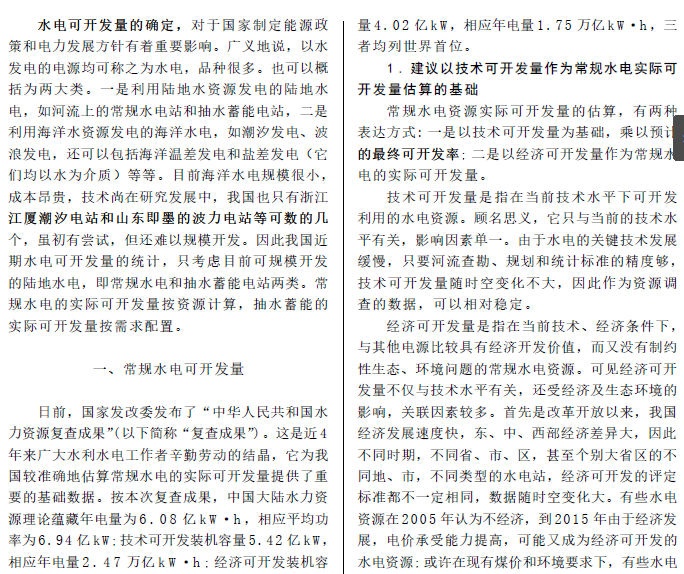 水电可开发量的确定，对于国家制定能源政
策和电力发展方针有着重要影响。广义地说，以水
发电的电源均可称之为水电，品种很多。也可以概
括为两大类。一是利用陆地水资源发电的陆地水
电，如河流上的常规水电站和抽水蓄能电站，二是
利用海洋水资源发电的海洋水电，如潮汐发电、波
浪发电，还可以包括海洋温差发电和盐差发电（它
们均以水为介质）等等。目前海洋水电规模很小，
成本昂贵，技术尚在研究发展中，我国也只有浙江
江厦潮汐电站和山东即墨的波力电站等可数的几
个，虽初有尝试，但还难以规模开发。因此我国近
期水电可开发量的统计，只考虑目前可规模开发
的陆地水电，即常规水电和抽水蓄能电站两类。常
规水电的实际可开发量按资源计算，抽水蓄能的
实际可开发量按需求配置。
一、常规水电可开发量
日前，国家发改委发布了“中华人民共和国水
力资源复查成果”(以下简称“复查成果”)。这是近4
年来广大水利水电工作者辛勤劳动的结晶，它为我
国较准确地估算常规水电的实际可开发量提供了重
要的基础数据。按本次复查成果，中国大陆水力资
源理论蕴藏年电量为6.08亿kW·h，相应平均功
率为6.94亿kW；技术可开发装机容量5.42亿kW，
相应年电量2.47万亿kW·h；经济可开发装机容
量4.02亿kW，相应年电量1.75万亿kW·h，三
者均列世界首位。
1．建议以技术可开发量作为常规水电实际可
开发量估算的基础
常规水电资源实际可开发量的估算，有两种
表达方式：一是以技术可开发量为基础，乘以预计
的最终可开发率；二是以经济可开发量作为常规水
电的实际可开发量。
技术可开发量是指在当前技术水平下可开发
利用的水电资源。顾名思义，它只与当前的技术水
平有关，影响因素单一。由于水电的关键技术发展
缓慢，只要河流查勘、规划和统计标准的精度够，
技术可开发量随时空变化不大，因此作为资源调
查的数据，可以相对稳定。
经济可开发量是指在当前技术、经济条件下，
与其他电源比较具有经济开发价值，而又没有制约
性生态、环境问题的常规水电资源。可见经济可开
发量不仅与技术水平有关，还受经济及生态环境的
影响，关联因素较多。首先是改革开放以来，我国
经济发展速度快，东、中、西部经济差异大，因此
不同时期，不同省、市、区，甚至个别大省区的不
同地、市，不同类型的水电站，经济可开发的评定
标准都不一定相同，数据随时空变化大。有些水电
资源在2005年认为不经济，到2015年由于经济发
展，电价承受能力提高，可能又成为经济可开发的
水电资源；或许在现有煤价和环境要求下，有些水电